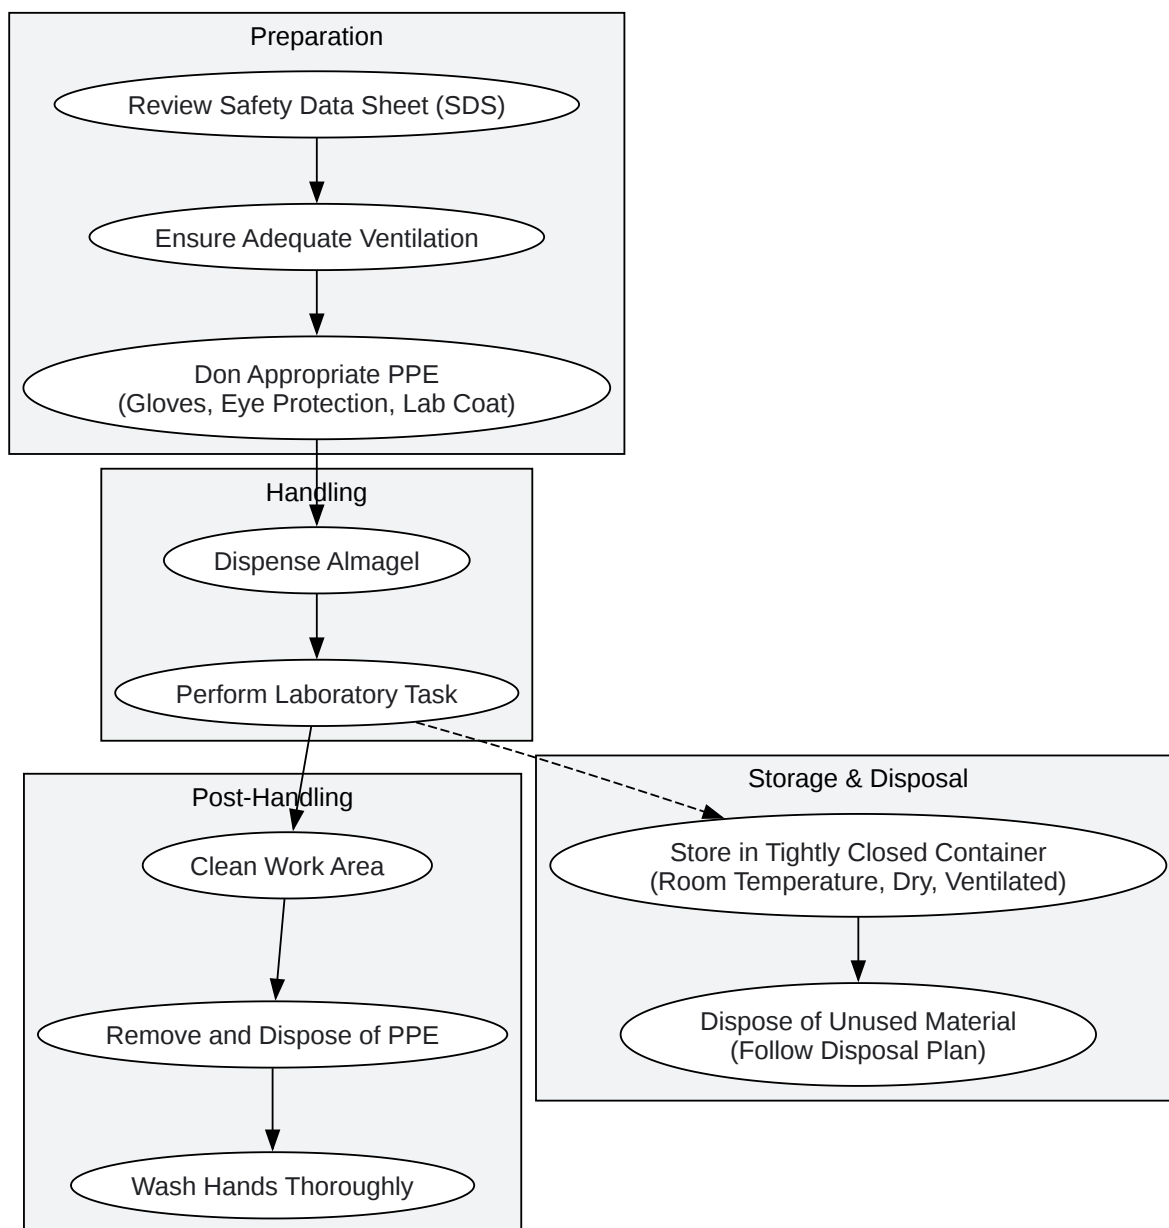 Preparation
Review Safety Data Sheet (SDS)
Ensure Adequate Ventilation
Don Appropriate PPE
(Gloves, Eye Protection, Lab Coat)
Handling
Dispense Almagel
Perform Laboratory Task
Post-Handling
Clean Work Area
Remove and Dispose of PPE
Wash Hands Thoroughly
Storage & Disposal
Store in Tightly Closed Container
(Room Temperature, Dry, Ventilated)
Dispose of Unused Material
(Follow Disposal Plan)